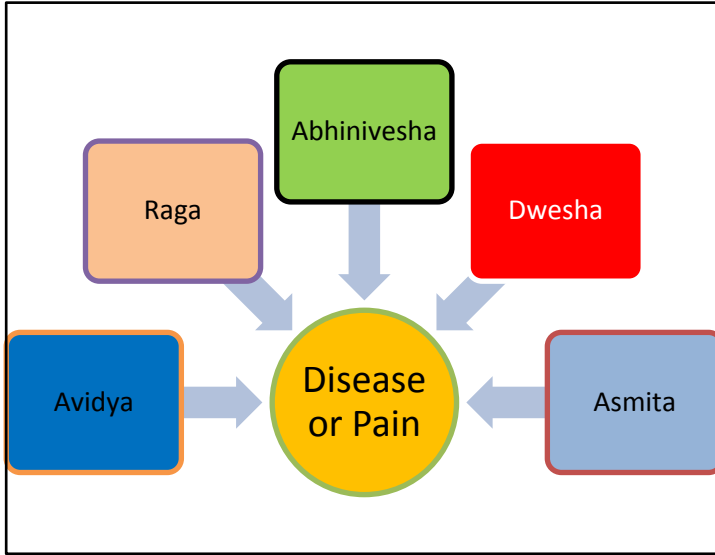 Abhinivesha
Raga
Dwesha
Avidya
Disease
or Pain
Asmita